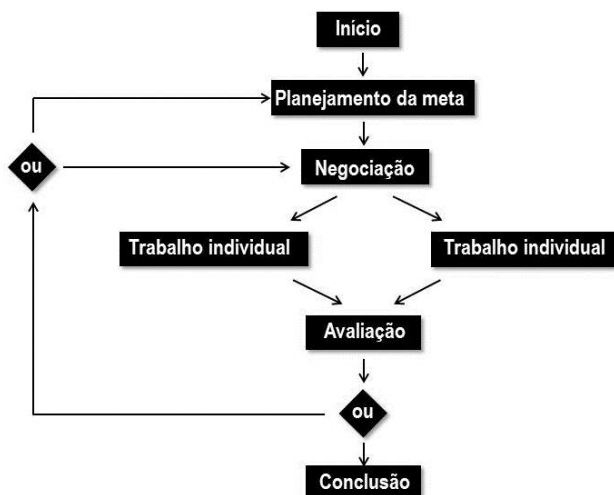 Início
Planejamento da meta
ou
Negociação
Trabalho individual
Trabalho individual
Avaliação
ou
Conclusão